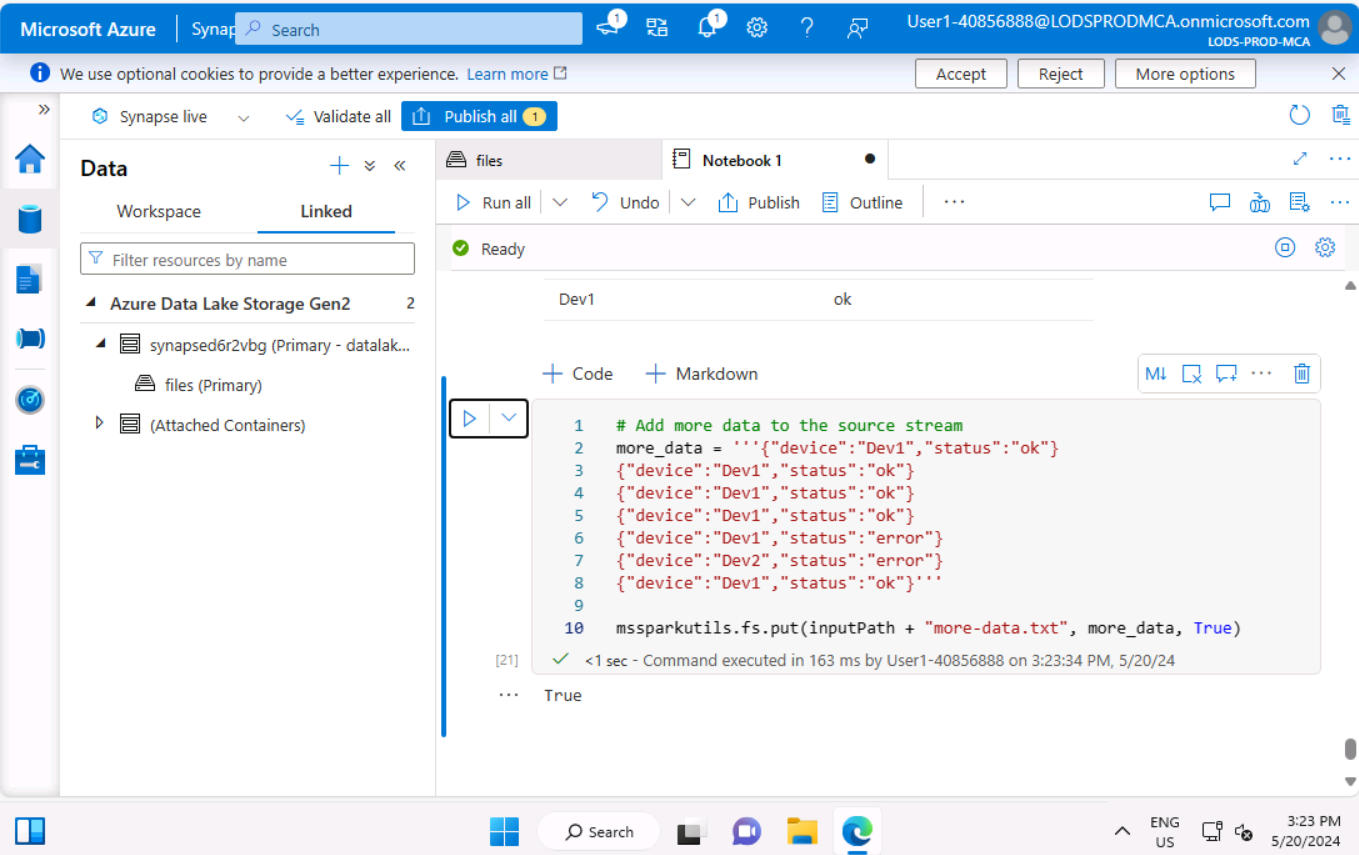 Microsoft Azure
Synap
Search
1
1
User1-40856888@LODSPRODMCA.onmicrosoft.com
LODS-PROD-MCA
We use optional cookies to provide a better experience. Learn more
Accept
Reject
More options
Synapse live
Validate all
Publish all 1
Data
Workspace
Linked
Filter resources by name
Azure Data Lake Storage Gen2 2
synapsed6r2vbg (Primary - datalak...
files (Primary)
(Attached Containers)
files
Notebook 1
Run all
Undo
Publish
Outline
Ready
Dev1 ok
+ Code
+ Markdown
M↓
1 # Add more data to the source stream
2 more_data = '''{"device":"Dev1","status":"ok"}
3 {"device":"Dev1","status":"ok"}
4 {"device":"Dev1","status":"ok"}
5 {"device":"Dev1","status":"ok"}
6 {"device":"Dev1","status":"error"}
7 {"device":"Dev2","status":"error"}
8 {"device":"Dev1","status":"ok"}'''
9
10 mssparkutils.fs.put(inputPath + "more-data.txt", more_data, True)
[21] <1 sec - Command executed in 163 ms by User1-40856888 on 3:23:34 PM, 5/20/24
... True
Search
ENG
US
3:23 PM
5/20/2024